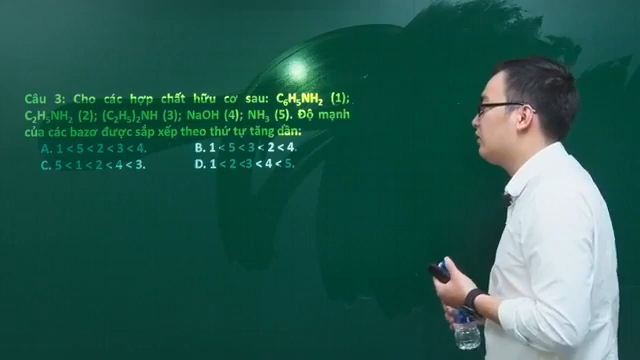 Câu 3: Cho các hợp chất hữu cơ sau: C₆H₅NH₂ (1);
C₂H₅NH₂ (2); (C₂H₅)₂NH (3); NaOH (4); NH₃ (5). Độ mạnh
của các bazơ được sắp xếp theo thứ tự tăng dần:
A. 1 < 5 < 2 < 3 < 4. B. 1 < 5 < 3 < 2 < 4.
C. 5 < 1 < 2 < 4 < 3. D. 1 < 2 <3 < 4 < 5.